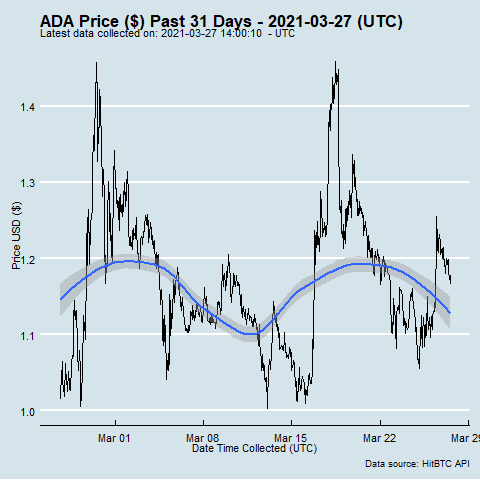 ADA Price ($) Past 31 Days - 2021-03-27 (UTC)
Latest data collected on: 2021-03-27 14:00:10 - UTC
Price USD ($)
1.4
1.3
1.2
1.1
1.0
Mar 01 Mar 08 Mar 15 Mar 22 Mar 29
Date Time Collected (UTC)
Data source: HitBTC API